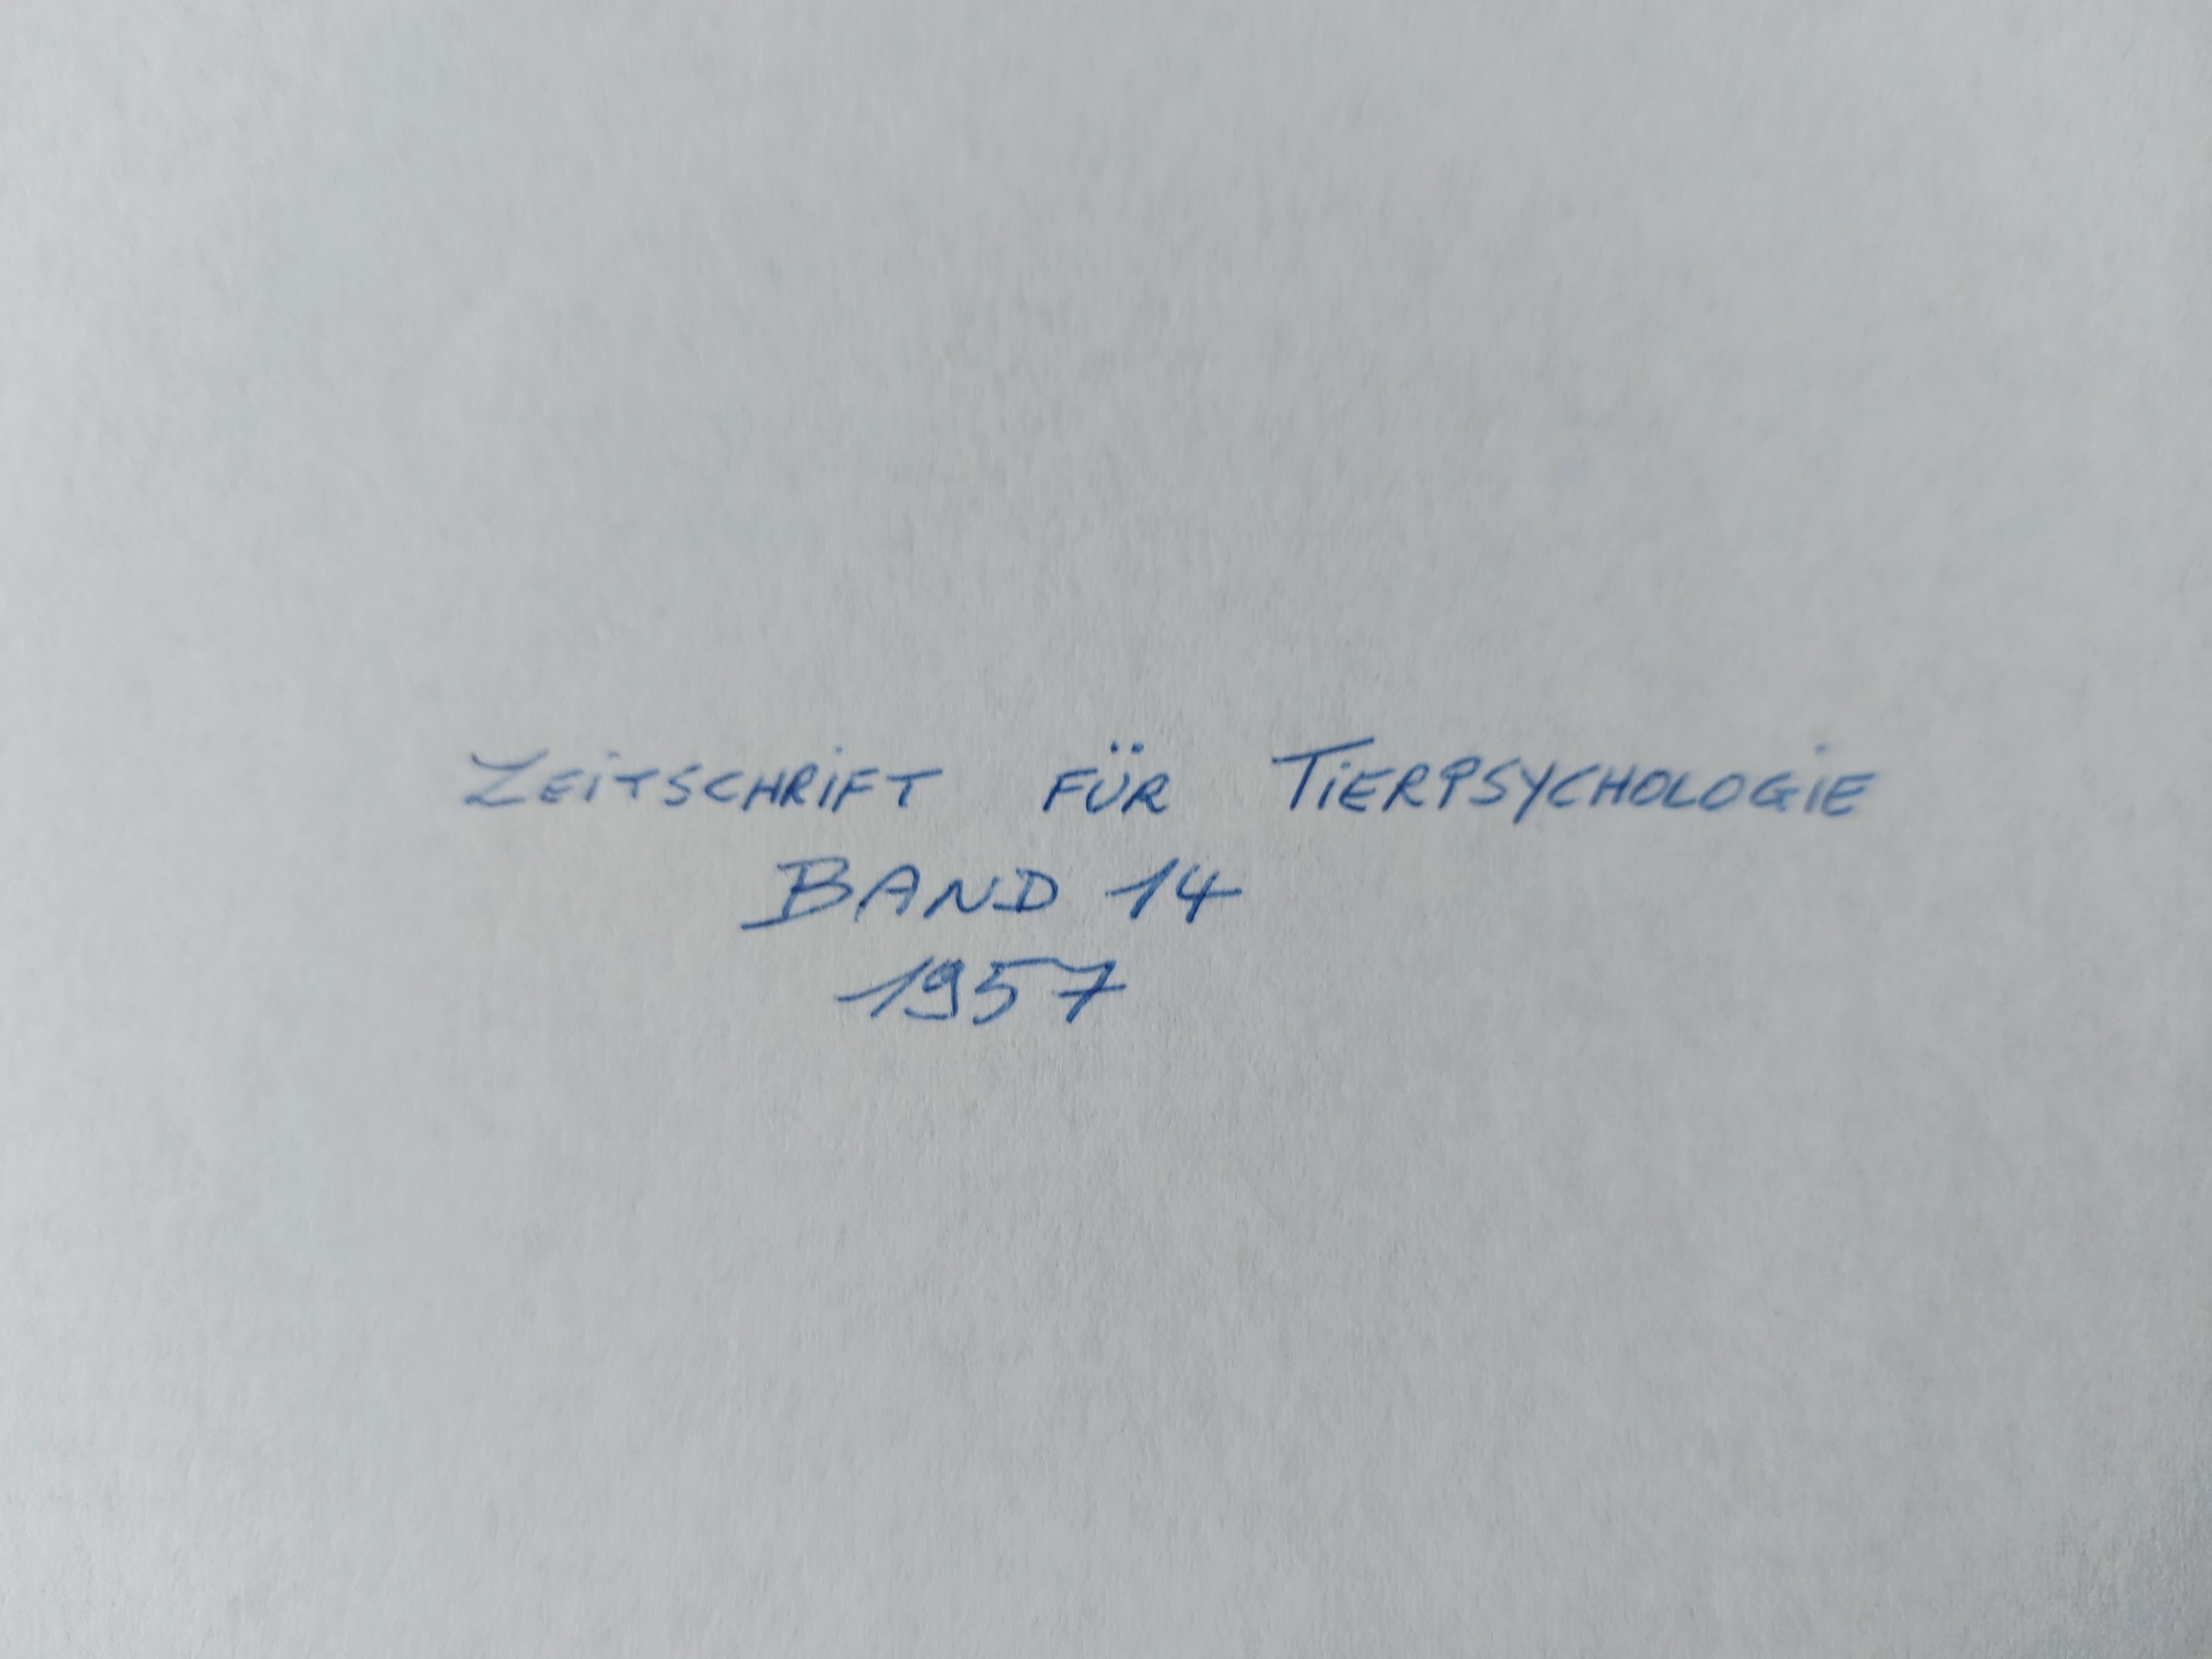 ZEiTSCHRiFT FÜR TiERPSYCHOLOGiE
BAND 14
1957